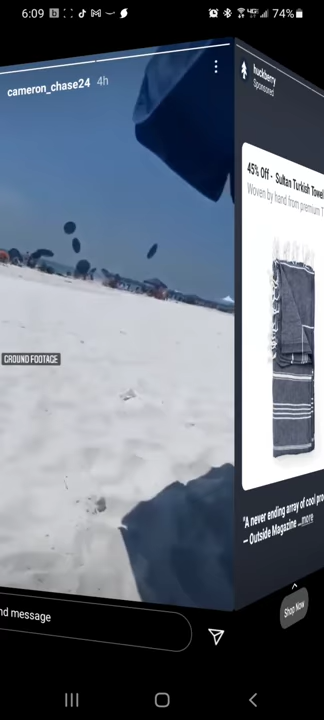 6:09
4G
74%
cameron_chase24 4h
huckberry
Sponsored
45% Off - Sultan Turkish Towel
Woven by hand from premium T
GROUND FOOTAGE
"A never ending array of cool pro
– Outside Magazine ...more
nd message
Shop Now